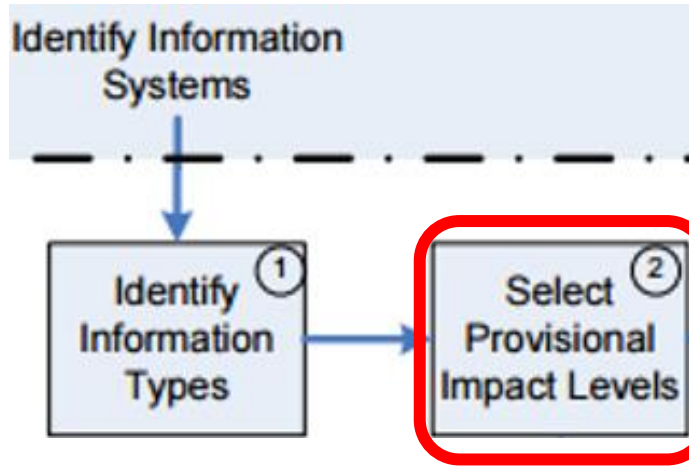 Identify Information
Systems
1
Identify
Information
Types
2
Select
Provisional
Impact Levels